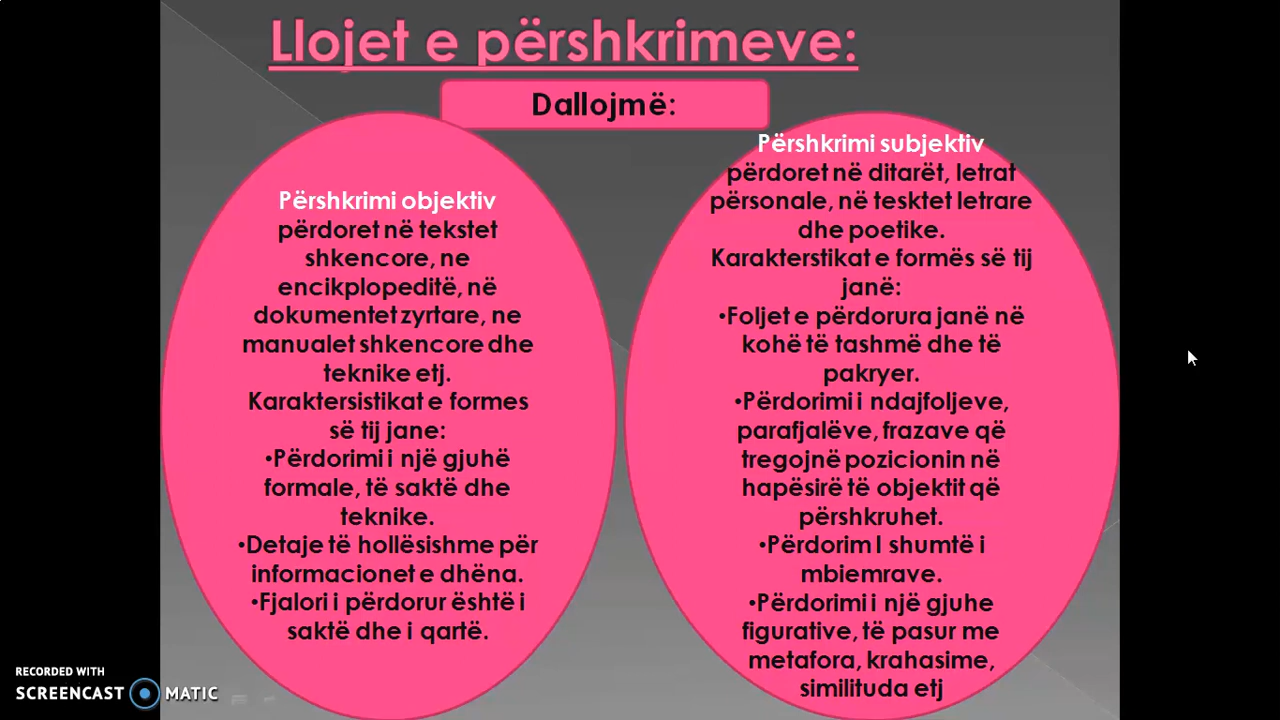 Llojet e përshkrimeve:
Dallojmë:
Përshkrimi objektiv
përdoret në tekstet
shkencore, ne
encikplopeditë, në
dokumentet zyrtare, ne
manualet shkencore dhe
teknike etj.
Karaktersistikat e formes
së tij jane:
•Përdorimi i një gjuhë
formale, të saktë dhe
teknike.
•Detaje të hollësishme për
informacionet e dhëna.
•Fjalori i përdorur është i
saktë dhe i qartë.
Përshkrimi subjektiv
përdoret në ditarët, letrat
përsonale, në tesktet letrare
dhe poetike.
Karakterstikat e formës së tij
janë:
•Foljet e përdorura janë në
kohë të tashmë dhe të
pakryer.
•Përdorimi i ndajfoljeve,
parafjalëve, frazave që
tregojnë pozicionin në
hapësirë të objektit që
përshkruhet.
•Përdorim I shumtë i
mbiemrave.
•Përdorimi i një gjuhe
figurative, të pasur me
metafora, krahasime,
similituda etj
RECORDED WITH
SCREENCAST MATIC